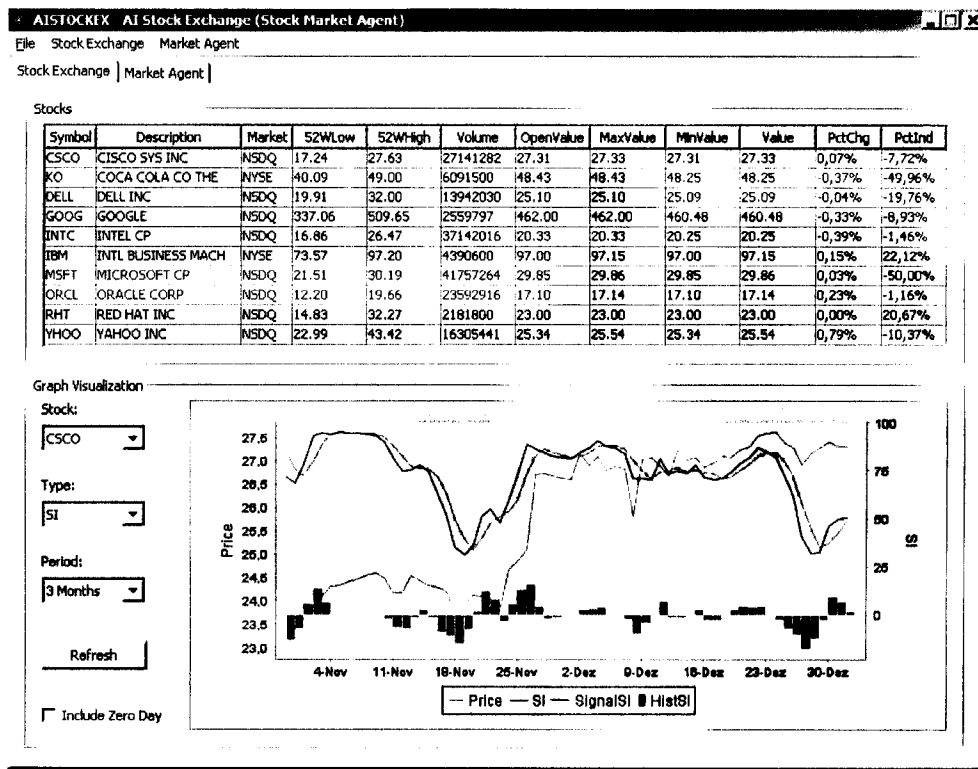 AISTOCKEX AI Stock Exchange (Stock Market Agent)
File Stock Exchange Market Agent
Stock Exchange Market Agent
Stocks
Symbol Description Market 52WLow 52WHigh Volume OpenValue MaxValue MinValue Value PctChg PctInd
CSCO CISCO SYS INC NSDQ 17.24 27.63 27141282 27.31 27.33 27.31 27.33 0,07% -7,72%
KO COCA COLA CO THE NYSE 40.09 49.00 6091500 48.43 48.43 48.25 48.25 -0,37% -49,96%
DELL DELL INC NSDQ 19.91 32.00 13942030 25.10 25.10 25.09 25.09 -0,04% -19,76%
GOOG GOOGLE NSDQ 337.06 509.65 2559797 462.00 462.00 460.48 460.48 -0,33% -8,93%
INTC INTEL CP NSDQ 16.86 26.47 37142016 20.33 20.33 20.25 20.25 -0,39% -1,46%
IBM INTL BUSINESS MACH NYSE 73.57 97.20 4390600 97.00 97.15 97.00 97.15 0,15% 22,12%
MSFT MICROSOFT CP NSDQ 21.51 30.19 41757264 29.85 29.86 29.85 29.86 0,03% -50,00%
ORCL ORACLE CORP NSDQ 12.20 19.66 23592916 17.10 17.14 17.10 17.14 0,23% -1,16%
RHT RED HAT INC NSDQ 14.83 32.27 2181800 23.00 23.00 23.00 23.00 0,00% 20,67%
YHOO YAHOO INC NSDQ 22.99 43.42 16305441 25.34 25.54 25.34 25.54 0,79% -10,37%
Graph Visualization
Stock:
CSCO
Type:
SI
Period:
3 Months
Refresh
Include Zero Day
Price
27,5
27,0
26,5
26,0
25,5
25,0
24,5
24,0
23,5
23,0
100
75
50
25
0
SI
4-Nov 11-Nov 18-Nov 25-Nov 2-Dez 9-Dez 16-Dez 23-Dez 30-Dez
Price SI SignalSI HistSI